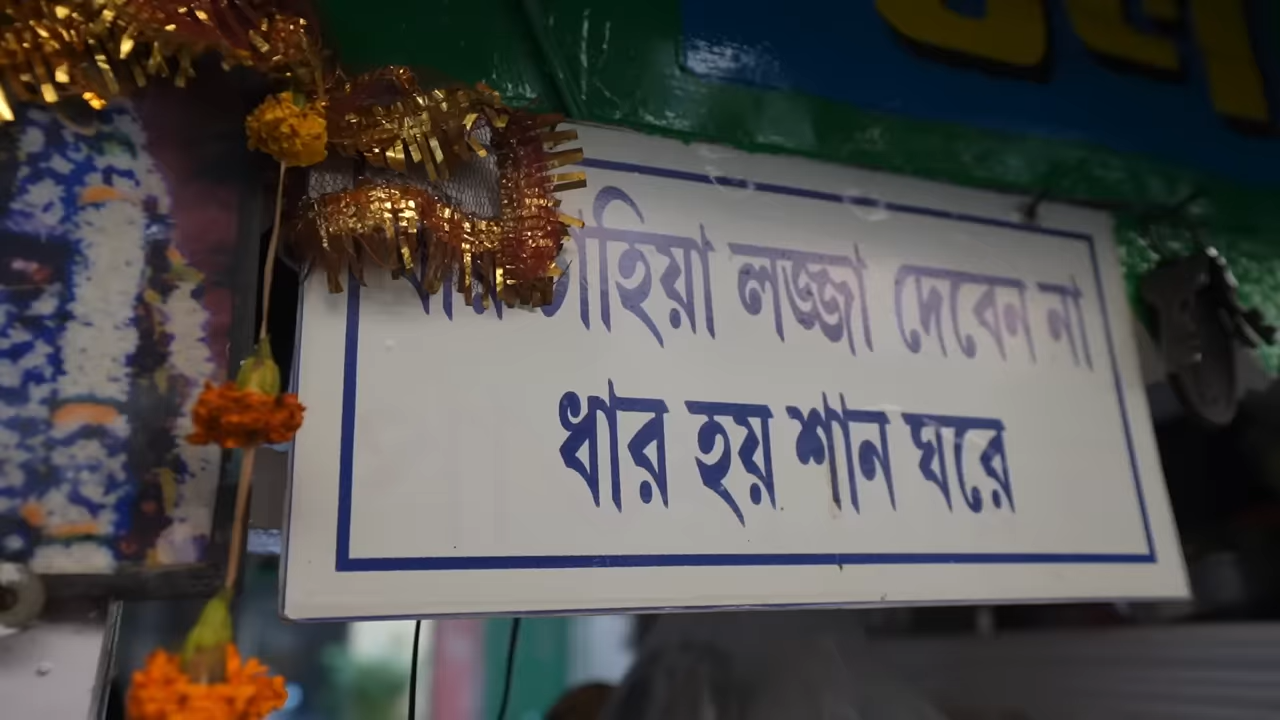 চাহিয়া লজ্জা দেবেন না
ধার হয় শান ঘরে